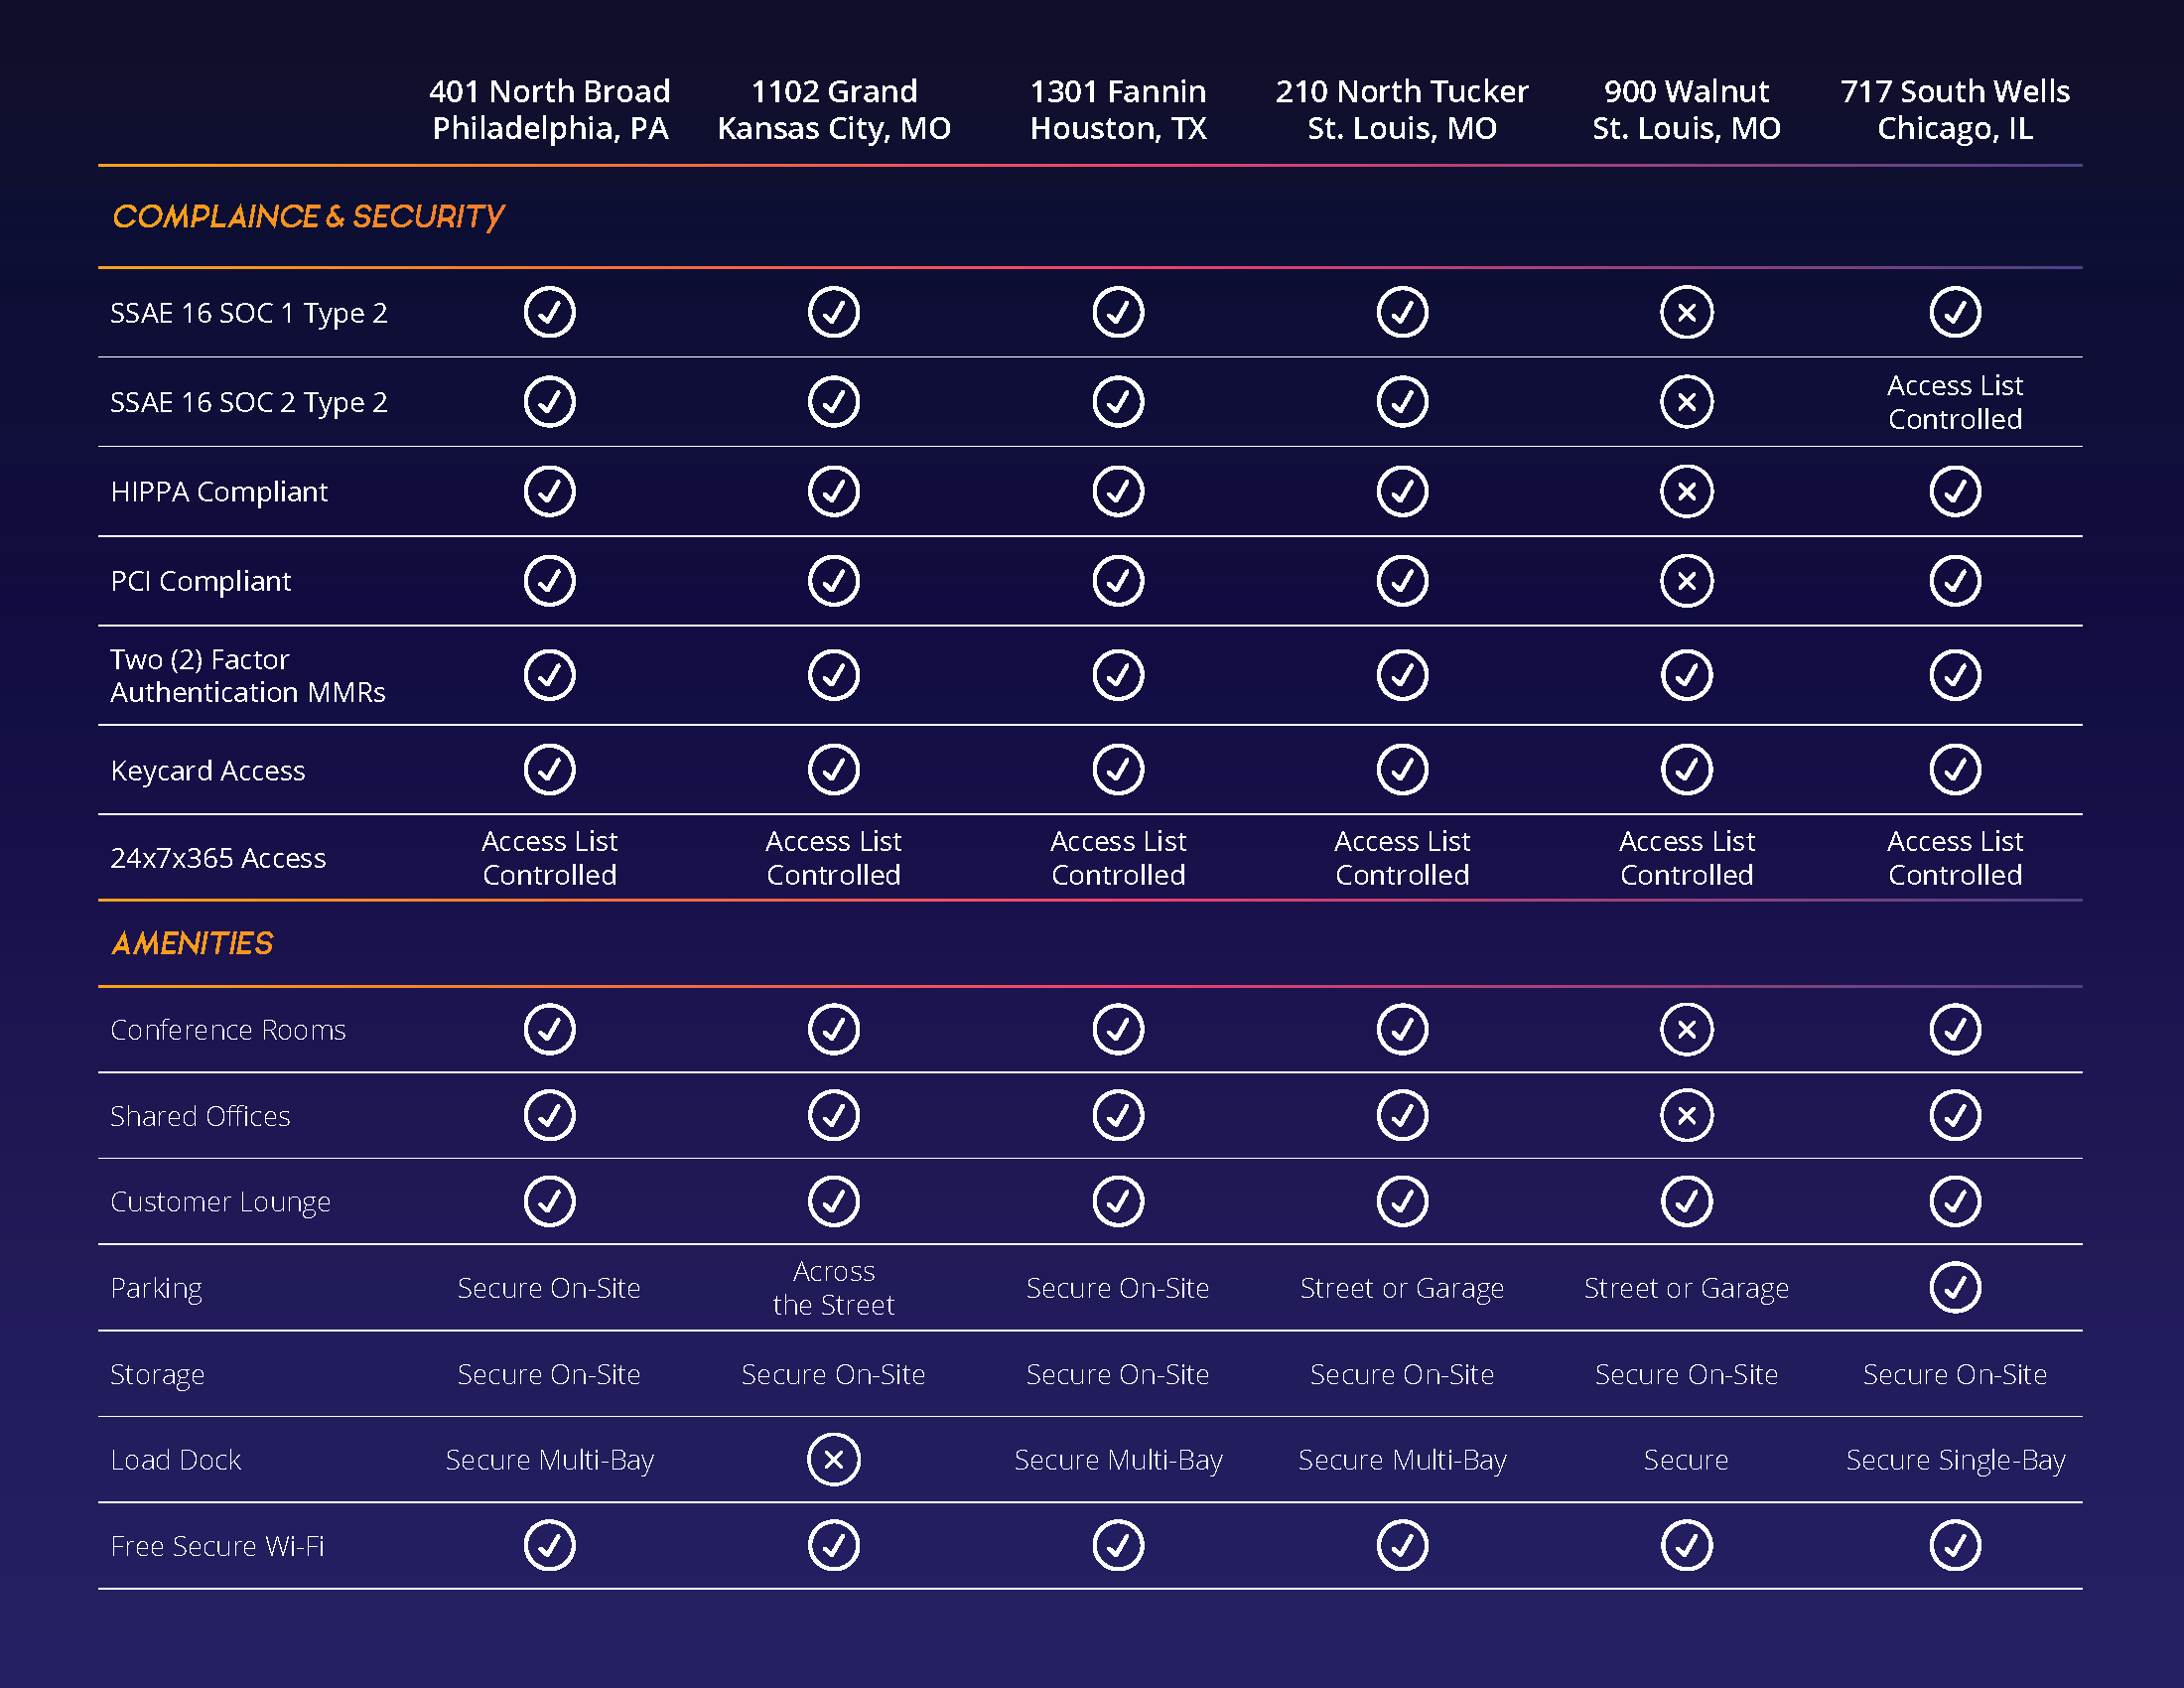 401 North Broad
Philadelphia, PA
1102 Grand
Kansas City, MO
1301 Fannin
Houston, TX
210 North Tucker
St. Louis, MO
900 Walnut
St. Louis, MO
717 South Wells
Chicago, IL
COMPLAINCE & SECURITY
SSAE 16 SOC 1 Type 2
SSAE 16 SOC 2 Type 2
Access List
Controlled
HIPPA Compliant
PCI Compliant
Two (2) Factor
Authentication MMRs
Keycard Access
24x7x365 Access
Access List
Controlled
Access List
Controlled
Access List
Controlled
Access List
Controlled
Access List
Controlled
Access List
Controlled
AMENITIES
Conference Rooms
Shared Offices
Customer Lounge
Parking
Secure On-Site
Across
the Street
Secure On-Site
Street or Garage
Street or Garage
Storage
Secure On-Site
Secure On-Site
Secure On-Site
Secure On-Site
Secure On-Site
Secure On-Site
Load Dock
Secure Multi-Bay
Secure Multi-Bay
Secure Multi-Bay
Secure
Secure Single-Bay
Free Secure Wi-Fi